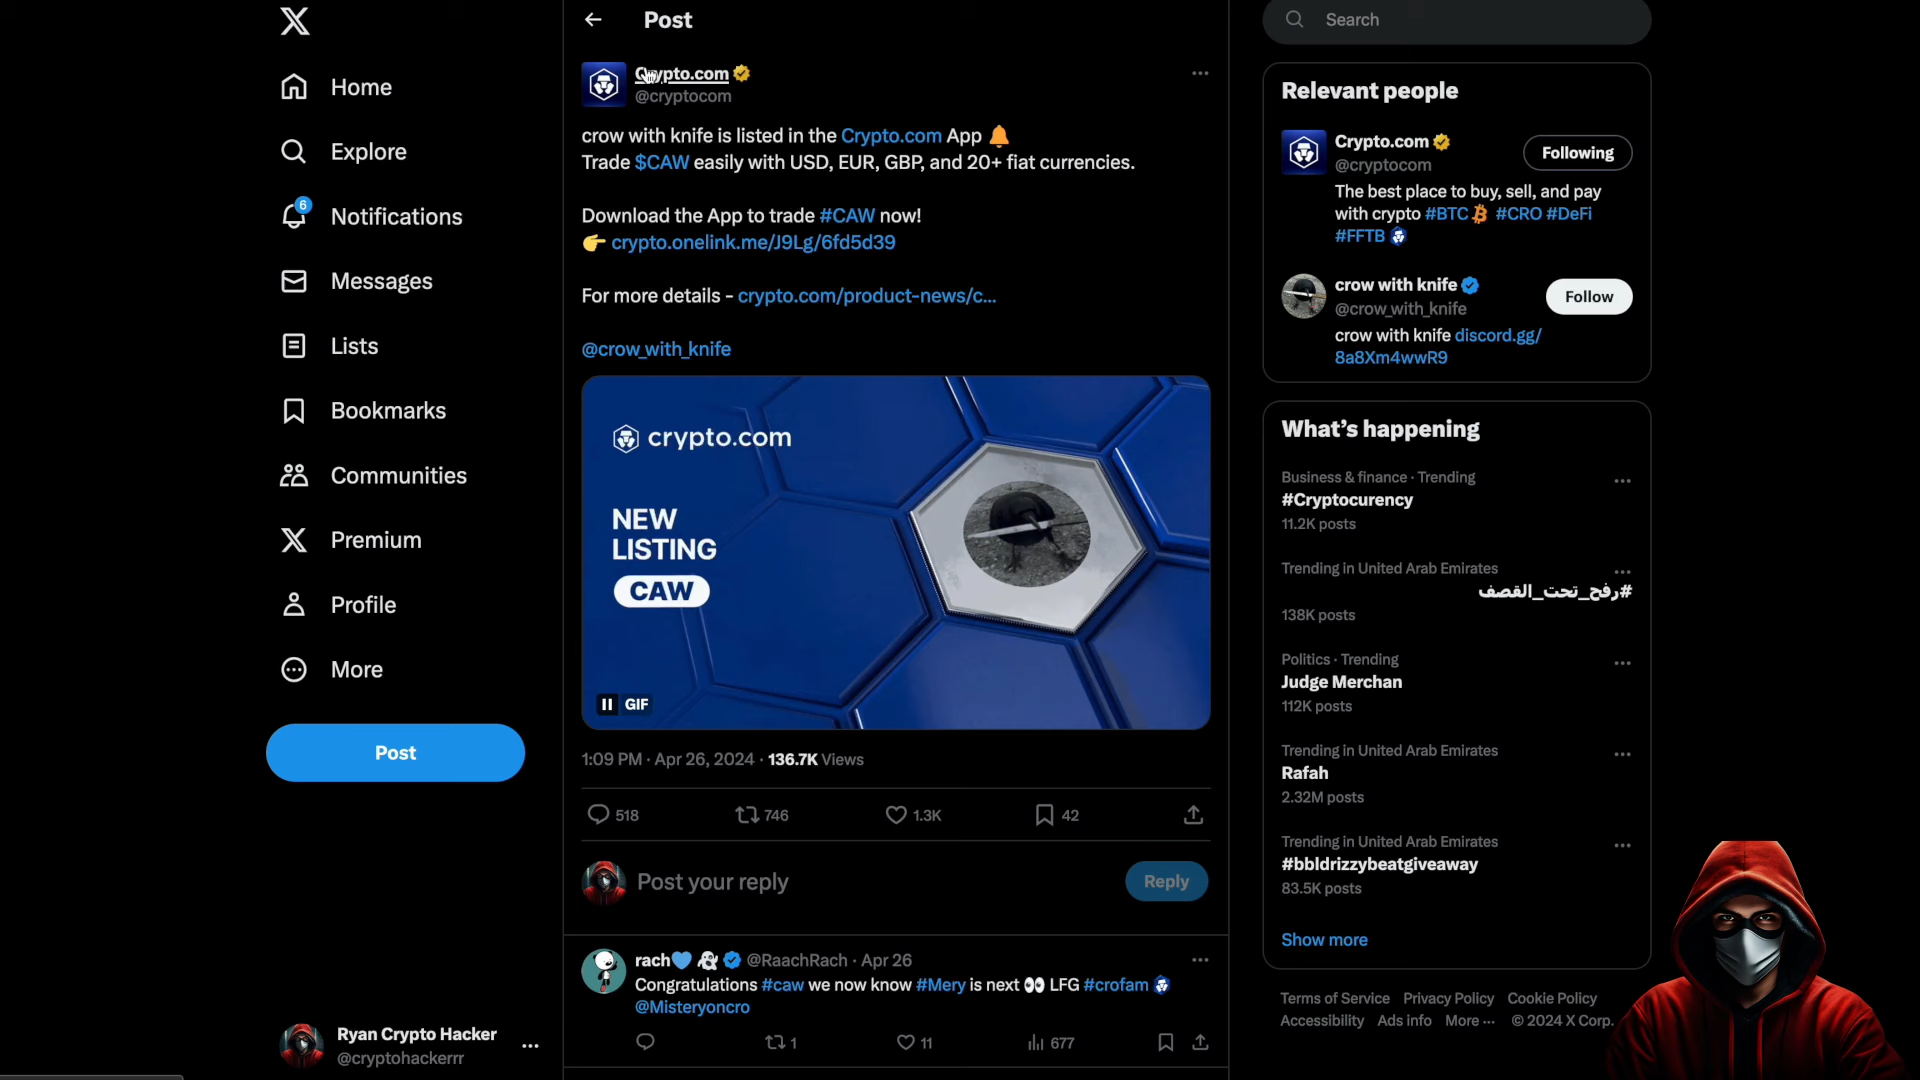 Home
Explore
6
Notifications
Messages
Lists
Bookmarks
Communities
Premium
Profile
More
Post
Ryan Crypto Hacker
@cryptohackerrr
Post
Crypto.com
@cryptocom
crow with knife is listed in the Crypto.com App 🔔
Trade $CAW easily with USD, EUR, GBP, and 20+ fiat currencies.
Download the App to trade #CAW now!
👉 crypto.onelink.me/J9Lg/6fd5d39
For more details - crypto.com/product-news/c...
@crow_with_knife
crypto.com
NEW
LISTING
CAW
GIF
1:09 PM · Apr 26, 2024 · 136.7K Views
518 746 1.3K 42
Post your reply
Reply
rach💙 👻 @RaachRach · Apr 26
Congratulations #caw we now know #Mery is next 👀 LFG #crofam
@Misteryoncro
1 11 677
Search
Relevant people
Crypto.com
@cryptocom
Following
The best place to buy, sell, and pay
with crypto #BTC #CRO #DeFi
#FFTB
crow with knife
@crow_with_knife
Follow
crow with knife discord.gg/
8a8Xm4wwR9
What's happening
Business & finance · Trending
#Cryptocurency
11.2K posts
Trending in United Arab Emirates
#رفح_تحت_القصف
138K posts
Politics · Trending
Judge Merchan
112K posts
Trending in United Arab Emirates
Rafah
2.32M posts
Trending in United Arab Emirates
#bbldrizzybeatgiveaway
83.5K posts
Show more
Terms of Service Privacy Policy Cookie Policy
Accessibility Ads info More ··· © 2024 X Corp.